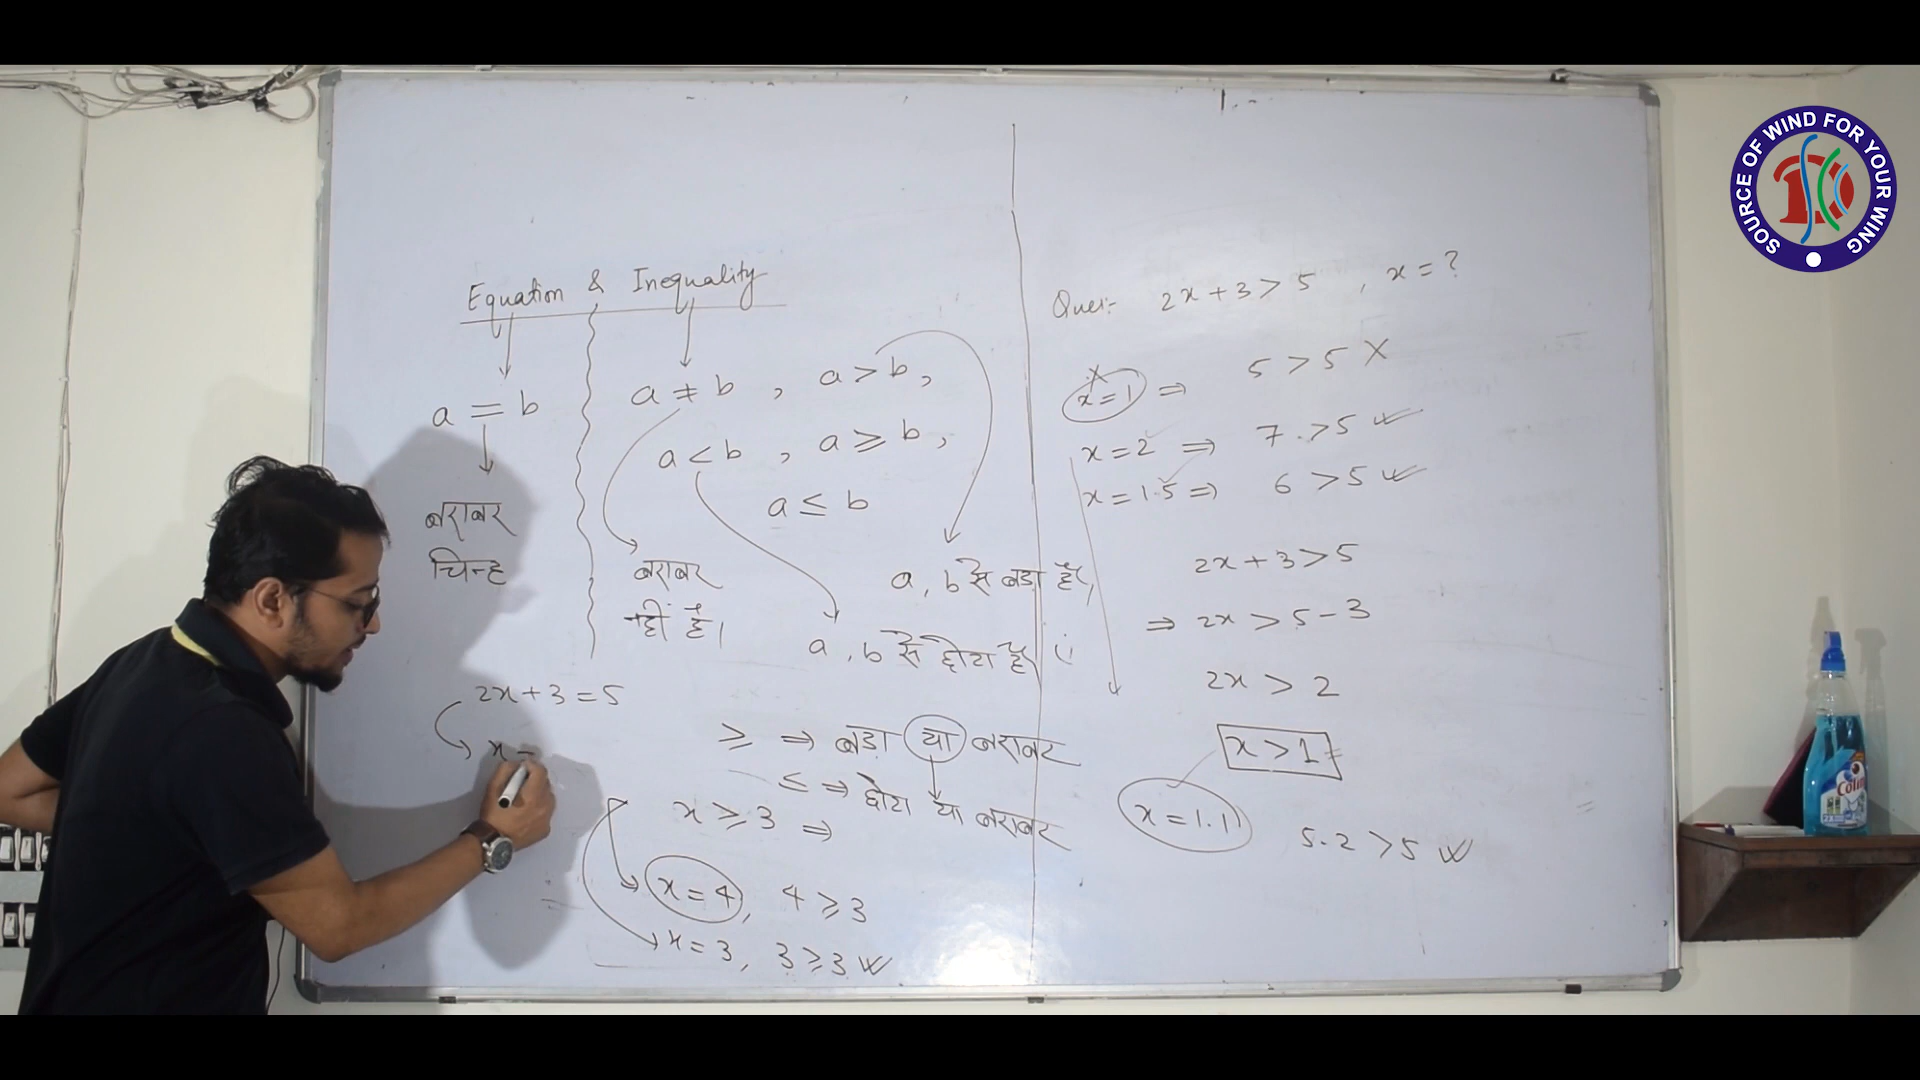 Equation & Inequality
a = b
बराबर
चिन्ह
a ≠ b , a > b,
a < b , a ≥ b,
a ≤ b
बराबर
नहीं है।
a, b से बड़ा है।
a, b से छोटा है।
2x + 3 = 5
x =
≥ ⇒ बड़ा या बराबर
≤ ⇒ छोटा या बराबर
x ≥ 3 ⇒
x = 4, 4 ≥ 3
x = 3, 3 ≥ 3
Ques:- 2x + 3 > 5 , x = ?
x = 1 ⇒ 5 > 5 X
x = 2 ⇒ 7 > 5
x = 1.5 ⇒ 6 > 5
2x + 3 > 5
⇒ 2x > 5 - 3
2x > 2
x > 1
x = 1.1
5.2 > 5
SOURCE OF WIND FOR YOUR WING
Colin